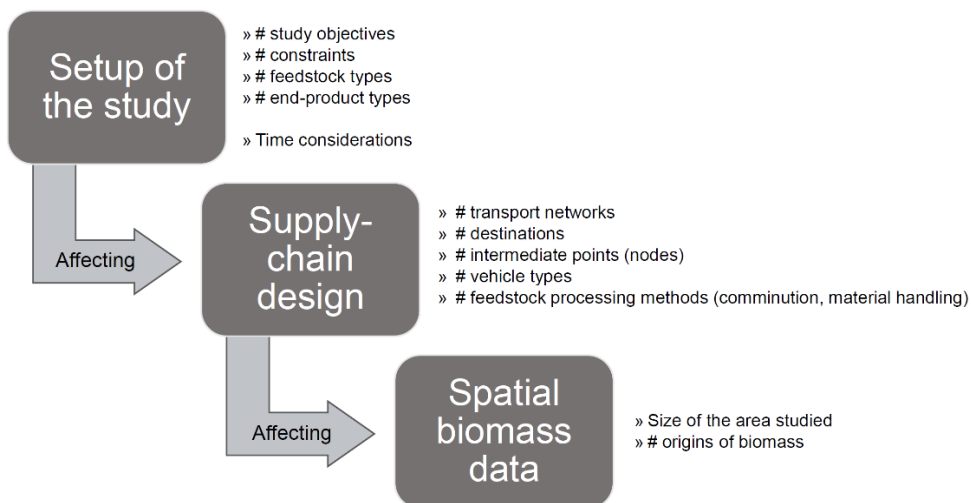 Setup of
the study
» # study objectives
» # constraints
» # feedstock types
» # end-product types
» Time considerations
Affecting
Supply-
chain
design
» # transport networks
» # destinations
» # intermediate points (nodes)
» # vehicle types
» # feedstock processing methods (comminution, material handling)
Affecting
Spatial
biomass
data
» Size of the area studied
» # origins of biomass